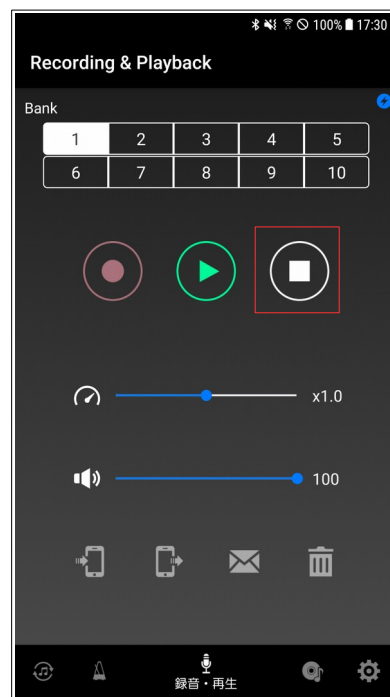 100% 17:30
Recording & Playback
Bank
1 2 3 4 5
6 7 8 9 10
x1.0
100
録音・再生